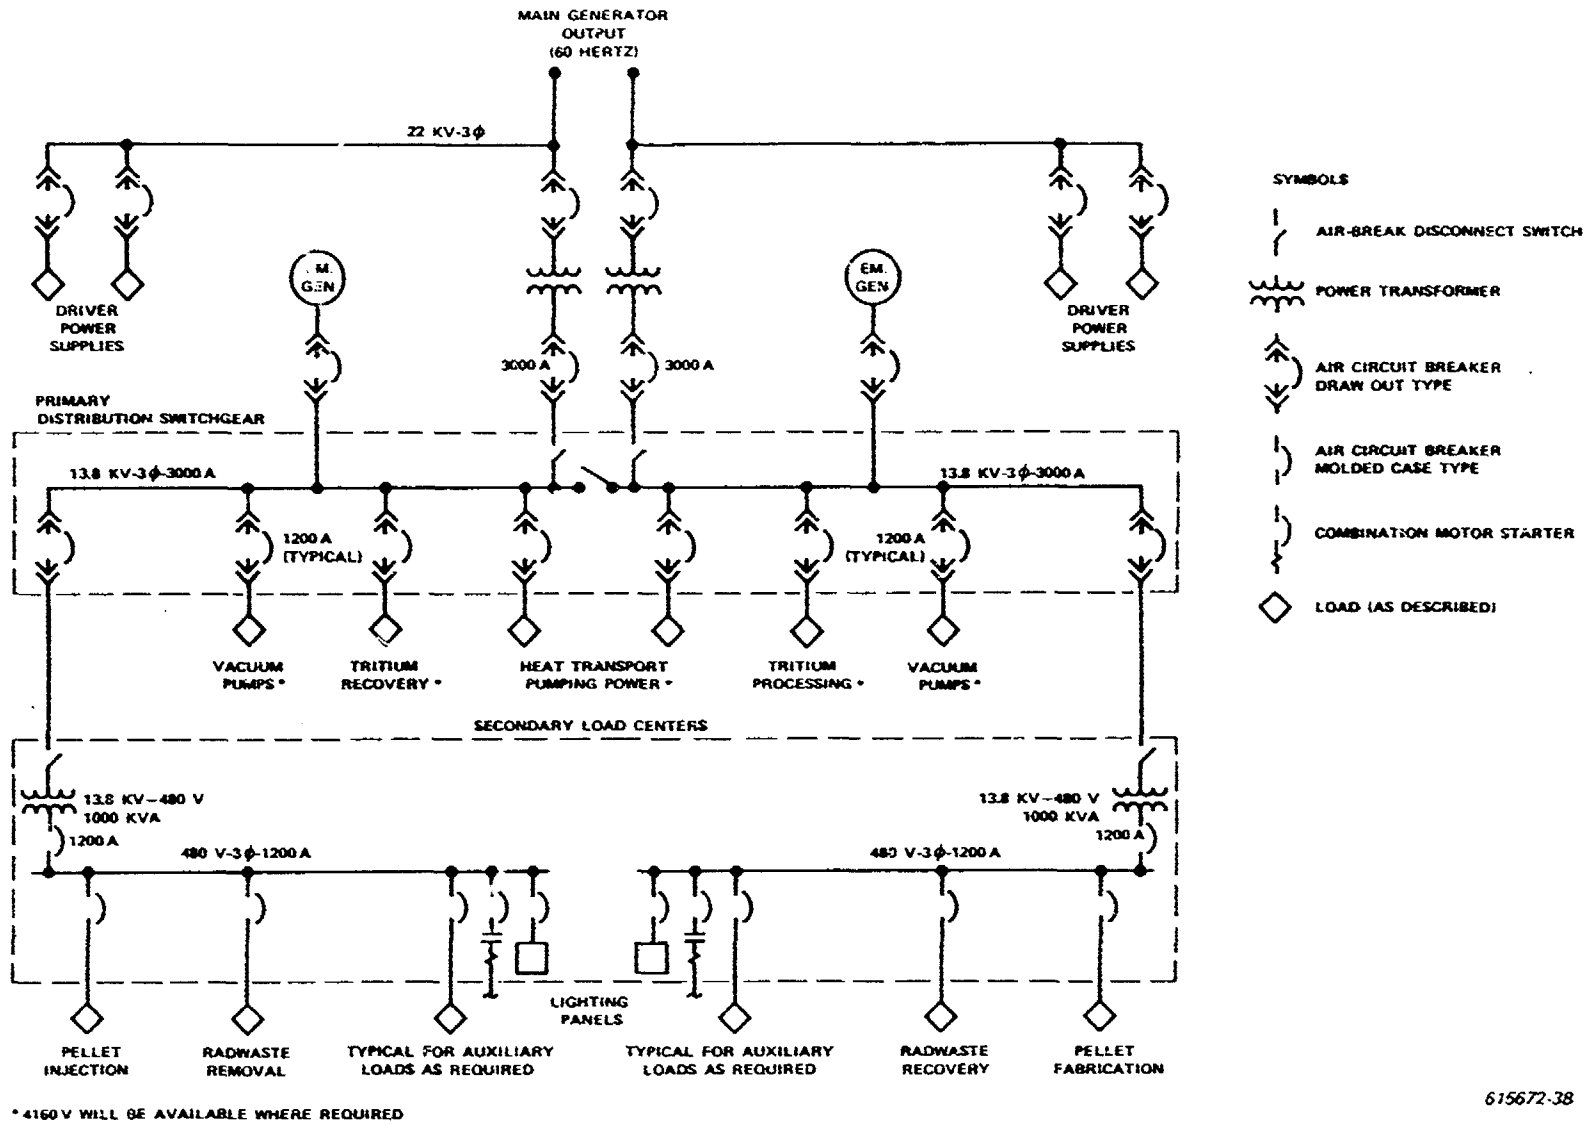 MAIN GENERATOR
OUTPUT
(60 HERTZ)
22 KV-3ϕ
DRIVER
POWER
SUPPLIES
EM.
GEN
3000 A
3000 A
EM.
GEN
DRIVER
POWER
SUPPLIES
SYMBOLS
AIR-BREAK DISCONNECT SWITCH
POWER TRANSFORMER
AIR CIRCUIT BREAKER
DRAW OUT TYPE
AIR CIRCUIT BREAKER
MOLDED CASE TYPE
COMBINATION MOTOR STARTER
LOAD (AS DESCRIBED)
PRIMARY
DISTRIBUTION SWITCHGEAR
13.8 KV-3ϕ-3000 A
13.8 KV-3ϕ-3000 A
1200 A
(TYPICAL)
1200 A
(TYPICAL)
VACUUM
PUMPS*
TRITIUM
RECOVERY *
HEAT TRANSPORT
PUMPING POWER *
TRITIUM
PROCESSING *
VACUUM
PUMPS*
SECONDARY LOAD CENTERS
13.8 KV-480 V
1000 KVA
1200 A
13.8 KV-480 V
1000 KVA
1200 A
480 V-3ϕ-1200 A
480 V-3ϕ-1200 A
LIGHTING
PANELS
PELLET
INJECTION
RADWASTE
REMOVAL
TYPICAL FOR AUXILIARY
LOADS AS REQUIRED
TYPICAL FOR AUXILIARY
LOADS AS REQUIRED
RADWASTE
RECOVERY
PELLET
FABRICATION
* 4160 V WILL BE AVAILABLE WHERE REQUIRED
615672-38